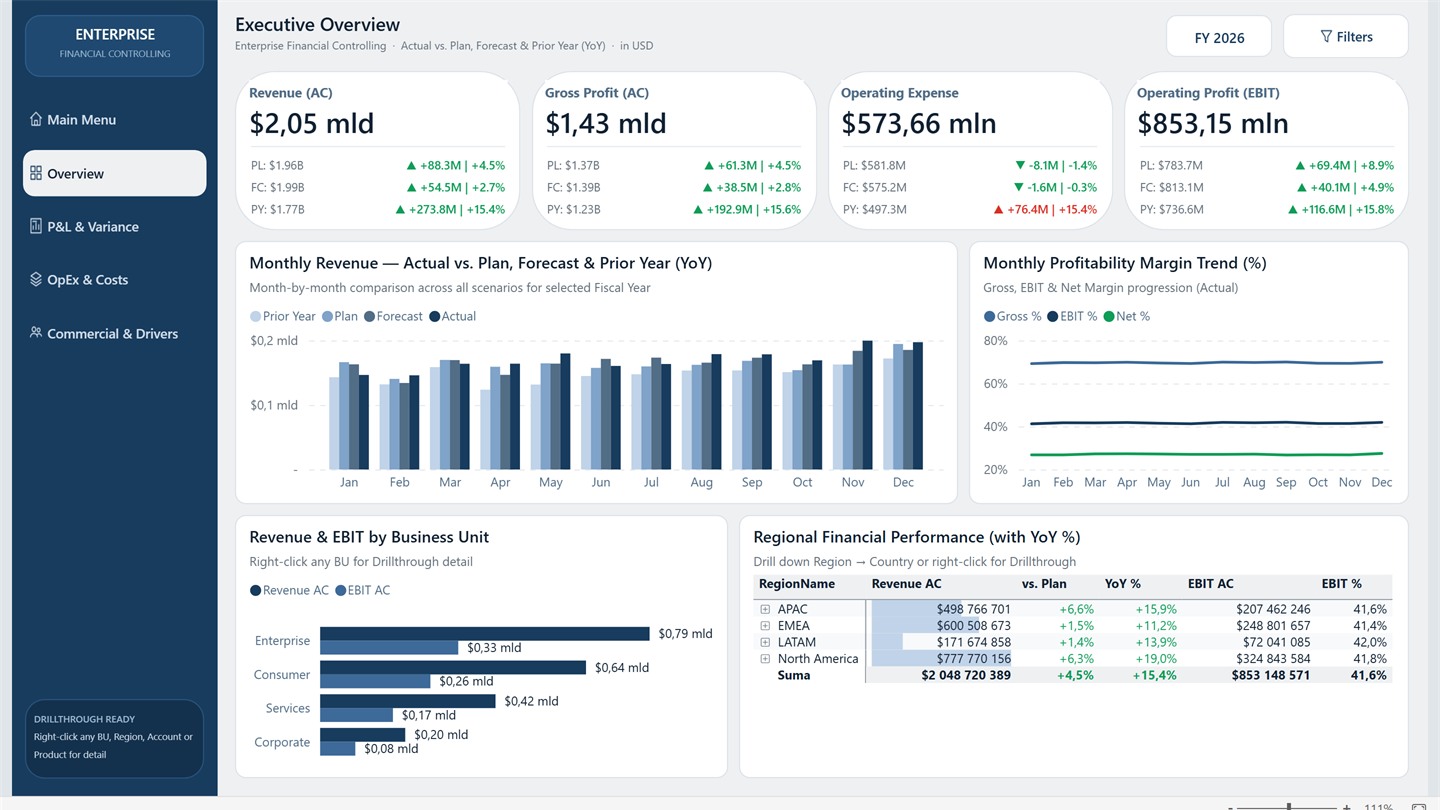 ENTERPRISE
FINANCIAL CONTROLLING
Main Menu
Overview
P&L & Variance
OpEx & Costs
Commercial & Drivers
DRILLTHROUGH READY
Right-click any BU, Region, Account or
Product for detail
Executive Overview
Enterprise Financial Controlling · Actual vs. Plan, Forecast & Prior Year (YoY) · in USD
FY 2026
Filters
Revenue (AC)
$2,05 mld
PL: $1.96B ▲ +88.3M | +4.5%
FC: $1.99B ▲ +54.5M | +2.7%
PY: $1.77B ▲ +273.8M | +15.4%
Gross Profit (AC)
$1,43 mld
PL: $1.37B ▲ +61.3M | +4.5%
FC: $1.39B ▲ +38.5M | +2.8%
PY: $1.23B ▲ +192.9M | +15.6%
Operating Expense
$573,66 mln
PL: $581.8M ▼ -8.1M | -1.4%
FC: $575.2M ▼ -1.6M | -0.3%
PY: $497.3M ▲ +76.4M | +15.4%
Operating Profit (EBIT)
$853,15 mln
PL: $783.7M ▲ +69.4M | +8.9%
FC: $813.1M ▲ +40.1M | +4.9%
PY: $736.6M ▲ +116.6M | +15.8%
Monthly Revenue — Actual vs. Plan, Forecast & Prior Year (YoY)
Month-by-month comparison across all scenarios for selected Fiscal Year
Prior Year Plan Forecast Actual
$0,2 mld
$0,1 mld
-
Jan Feb Mar Apr May Jun Jul Aug Sep Oct Nov Dec
Monthly Profitability Margin Trend (%)
Gross, EBIT & Net Margin progression (Actual)
Gross % EBIT % Net %
80%
60%
40%
20%
Jan Feb Mar Apr May Jun Jul Aug Sep Oct Nov Dec
Revenue & EBIT by Business Unit
Right-click any BU for Drillthrough detail
Revenue AC EBIT AC
Enterprise $0,79 mld
$0,33 mld
Consumer $0,64 mld
$0,26 mld
Services $0,42 mld
$0,17 mld
Corporate $0,20 mld
$0,08 mld
Regional Financial Performance (with YoY %)
Drill down Region → Country or right-click for Drillthrough
RegionName Revenue AC vs. Plan YoY % EBIT AC EBIT %
APAC $498 766 701 +6,6% +15,9% $207 462 246 41,6%
EMEA $600 508 673 +1,5% +11,2% $248 801 657 41,4%
LATAM $171 674 858 +1,4% +13,9% $72 041 085 42,0%
North America $777 770 156 +6,3% +19,0% $324 843 584 41,8%
Suma $2 048 720 389 +4,5% +15,4% $853 148 571 41,6%
111%